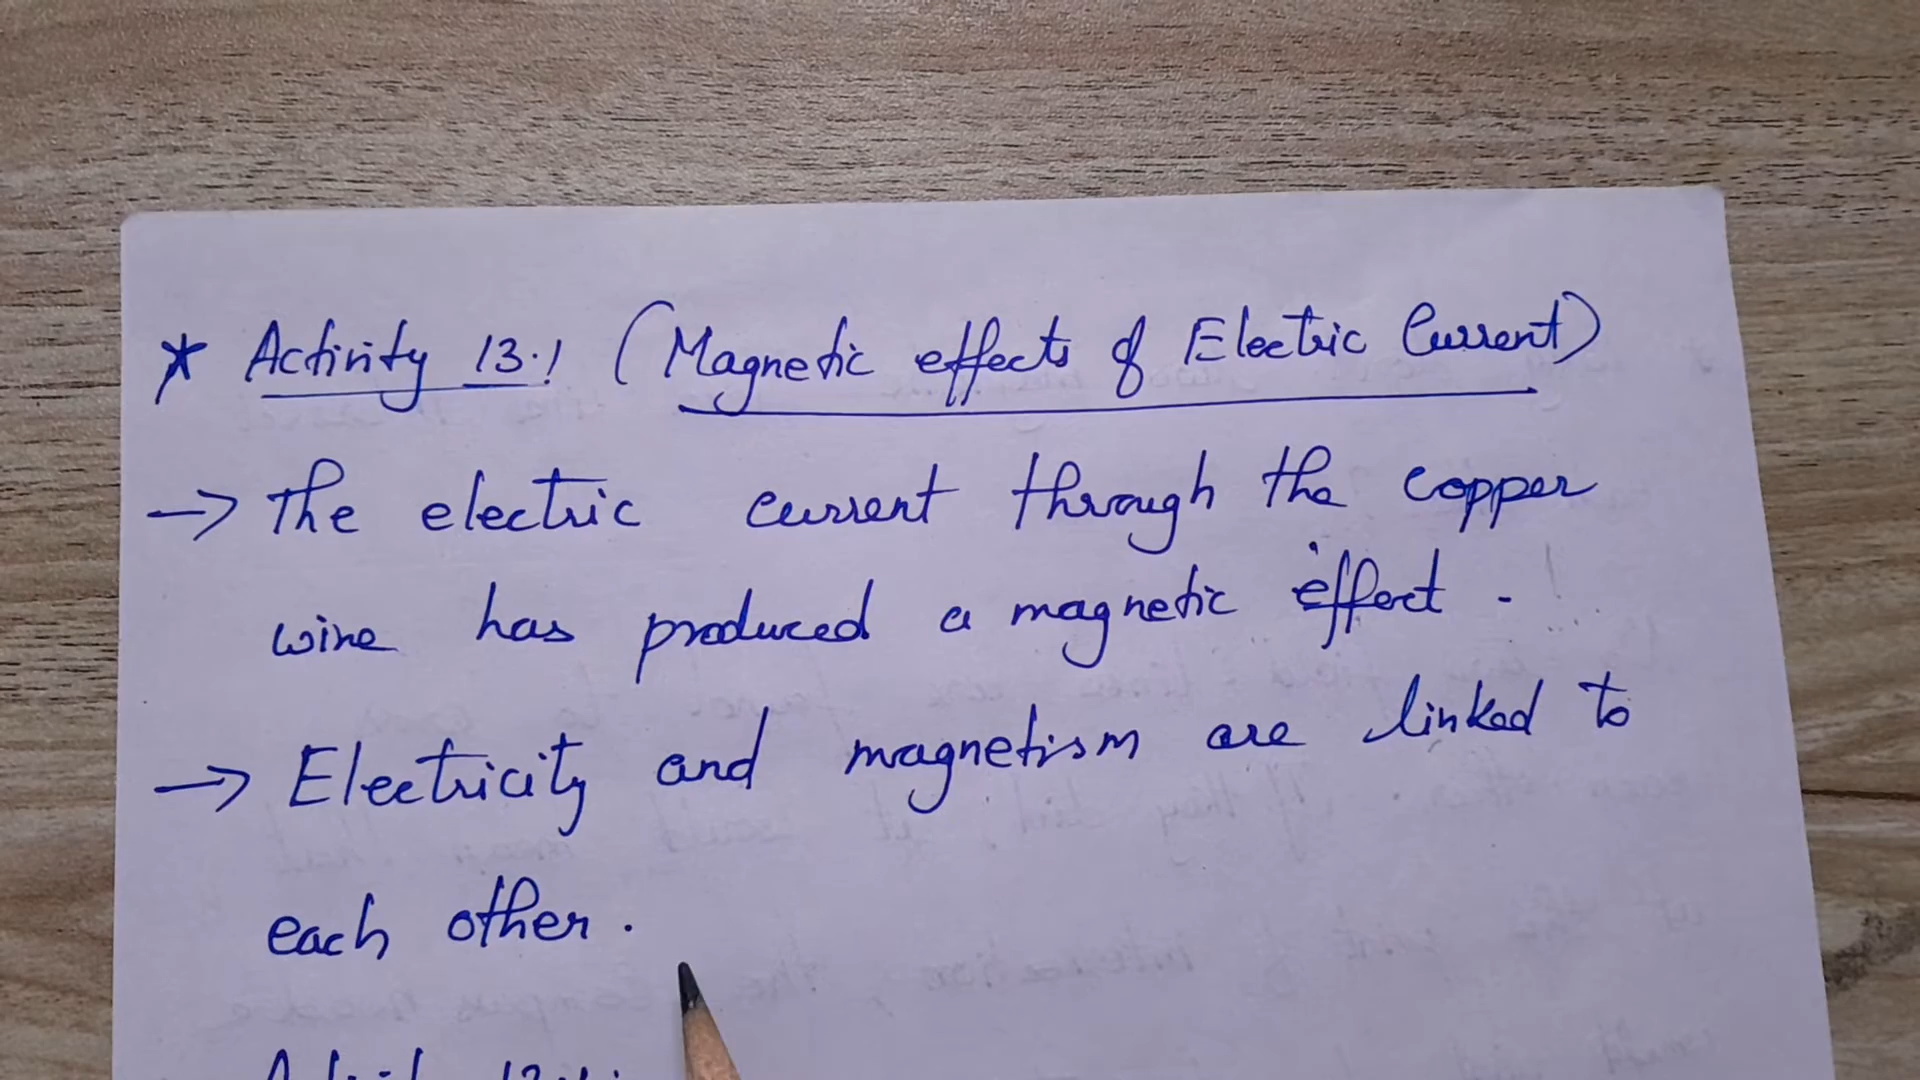 * Activity 13.1 (Magnetic effects of Electric Current)
→ The electric current through the copper
wire has produced a magnetic effect.
→ Electricity and magnetism are linked to
each other.